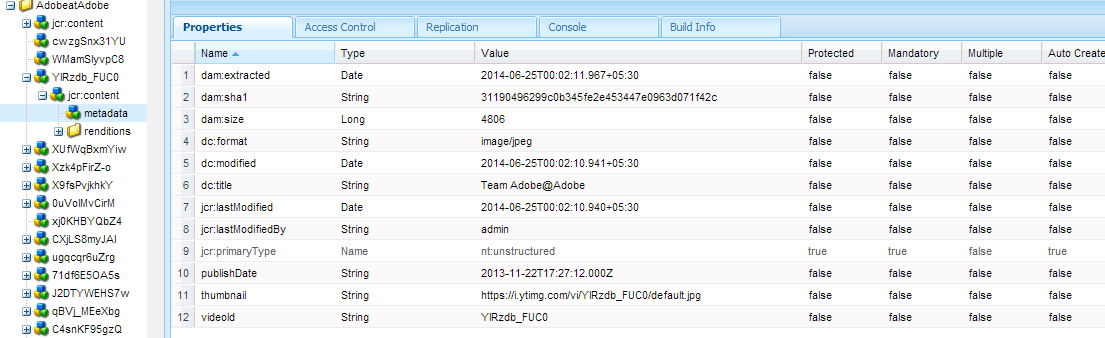 AdobeatAdobe
jcr:content
cwzgSnx31YU
WMamSlyvpC8
YlRzdb_FUC0
jcr:content
metadata
renditions
XUfWqBxmYiw
Xzk4pFirZ-o
X9fsPvjkhkY
0uVolMvCirM
xj0KHBYQbZ4
CXjLS8myJAI
ugqcqr6uZrg
71df6E5OA5s
J2DTYWEHS7w
qBVj_MEeXbg
C4snKF95gzQ
Properties Access Control Replication Console Build Info
Name Type Value Protected Mandatory Multiple Auto Create
1 dam:extracted Date 2014-06-25T00:02:11.967+05:30 false false false false
2 dam:sha1 String 31190496299c0b345fe2e453447e0963d071f42c false false false false
3 dam:size Long 4806 false false false false
4 dc:format String image/jpeg false false false false
5 dc:modified Date 2014-06-25T00:02:10.941+05:30 false false false false
6 dc:title String Team Adobe@Adobe false false false false
7 jcr:lastModified Date 2014-06-25T00:02:10.940+05:30 false false false false
8 jcr:lastModifiedBy String admin false false false false
9 jcr:primaryType Name nt:unstructured true true false true
10 publishDate String 2013-11-22T17:27:12.000Z false false false false
11 thumbnail String https://i.ytimg.com/vi/YlRzdb_FUC0/default.jpg false false false false
12 videoId String YlRzdb_FUC0 false false false false